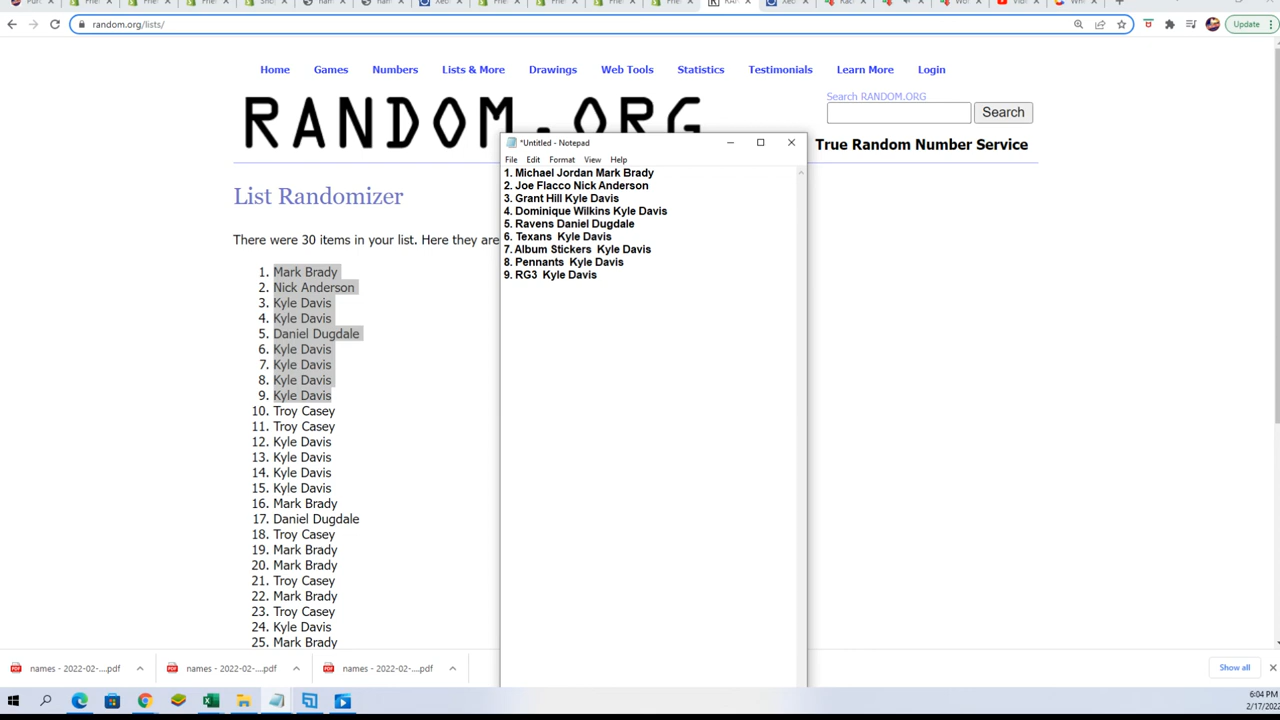 random.org/lists/
Update
Home Games Numbers Lists & More Drawings Web Tools Statistics Testimonials Learn More Login
RANDOM.ORG
Search RANDOM.ORG
Search
True Random Number Service
List Randomizer
There were 30 items in your list. Here they are
1. Mark Brady
2. Nick Anderson
3. Kyle Davis
4. Kyle Davis
5. Daniel Dugdale
6. Kyle Davis
7. Kyle Davis
8. Kyle Davis
9. Kyle Davis
10. Troy Casey
11. Troy Casey
12. Kyle Davis
13. Kyle Davis
14. Kyle Davis
15. Kyle Davis
16. Mark Brady
17. Daniel Dugdale
18. Troy Casey
19. Mark Brady
20. Mark Brady
21. Troy Casey
22. Mark Brady
23. Troy Casey
24. Kyle Davis
25. Mark Brady
*Untitled - Notepad
File Edit Format View Help
1. Michael Jordan Mark Brady
2. Joe Flacco Nick Anderson
3. Grant Hill Kyle Davis
4. Dominique Wilkins Kyle Davis
5. Ravens Daniel Dugdale
6. Texans  Kyle Davis
7. Album Stickers  Kyle Davis
8. Pennants  Kyle Davis
9. RG3  Kyle Davis
names - 2022-02-....pdf names - 2022-02-....pdf names - 2022-02-....pdf Show all
6:04 PM
2/17/2022